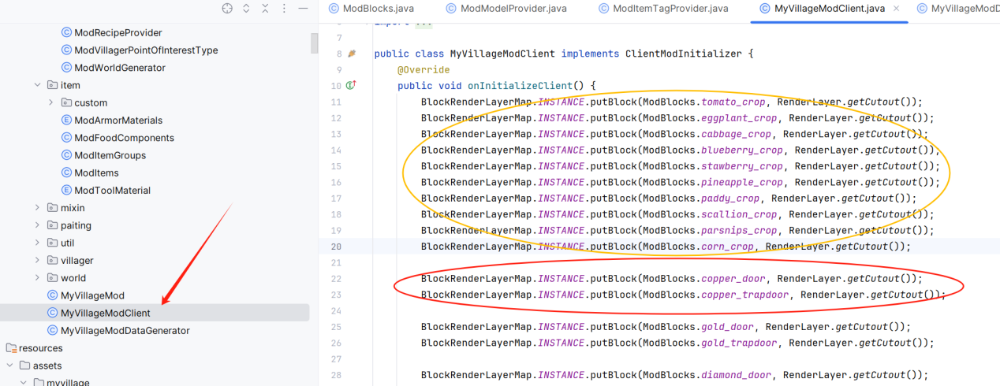 ModBlocks.java
ModModelProvider.java
ModItemTagProvider.java
MyVillageModClient.java
MyVillageModD
ModRecipeProvider
ModVillagerPointOfInterestType
ModWorldGenerator
item
custom
ModArmorMaterials
ModFoodComponents
ModItemGroups
ModItems
ModToolMaterial
mixin
paiting
util
villager
world
MyVillageMod
MyVillageModClient
MyVillageModDataGenerator
resources
assets
myvillage
import ...
7
8 public class MyVillageModClient implements ClientModInitializer {
9 @Override
10 public void onInitializeClient() {
11 BlockRenderLayerMap.INSTANCE.putBlock(ModBlocks.tomato_crop, RenderLayer.getCutout());
12 BlockRenderLayerMap.INSTANCE.putBlock(ModBlocks.eggplant_crop, RenderLayer.getCutout());
13 BlockRenderLayerMap.INSTANCE.putBlock(ModBlocks.cabbage_crop, RenderLayer.getCutout());
14 BlockRenderLayerMap.INSTANCE.putBlock(ModBlocks.blueberry_crop, RenderLayer.getCutout());
15 BlockRenderLayerMap.INSTANCE.putBlock(ModBlocks.stawberry_crop, RenderLayer.getCutout());
16 BlockRenderLayerMap.INSTANCE.putBlock(ModBlocks.pineapple_crop, RenderLayer.getCutout());
17 BlockRenderLayerMap.INSTANCE.putBlock(ModBlocks.paddy_crop, RenderLayer.getCutout());
18 BlockRenderLayerMap.INSTANCE.putBlock(ModBlocks.scallion_crop, RenderLayer.getCutout());
19 BlockRenderLayerMap.INSTANCE.putBlock(ModBlocks.parsnips_crop, RenderLayer.getCutout());
20 BlockRenderLayerMap.INSTANCE.putBlock(ModBlocks.corn_crop, RenderLayer.getCutout());
21
22 BlockRenderLayerMap.INSTANCE.putBlock(ModBlocks.copper_door, RenderLayer.getCutout());
23 BlockRenderLayerMap.INSTANCE.putBlock(ModBlocks.copper_trapdoor, RenderLayer.getCutout());
24
25 BlockRenderLayerMap.INSTANCE.putBlock(ModBlocks.gold_door, RenderLayer.getCutout());
26 BlockRenderLayerMap.INSTANCE.putBlock(ModBlocks.gold_trapdoor, RenderLayer.getCutout());
27
28 BlockRenderLayerMap.INSTANCE.putBlock(ModBlocks.diamond_door, RenderLayer.getCutout());